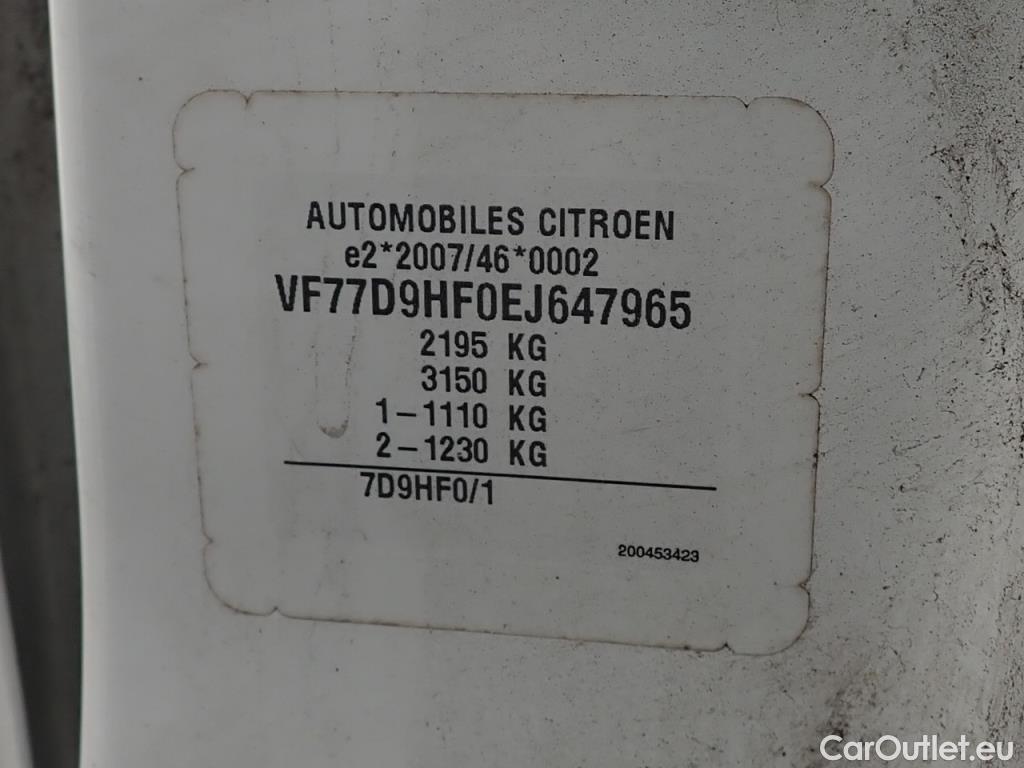 AUTOMOBILES CITROEN
e2*2007/46*0002
VF77D9HF0EJ647965
2195 KG
3150 KG
1-1110 KG
2-1230 KG
7D9HF0/1
200453423
CarOutlet.eu